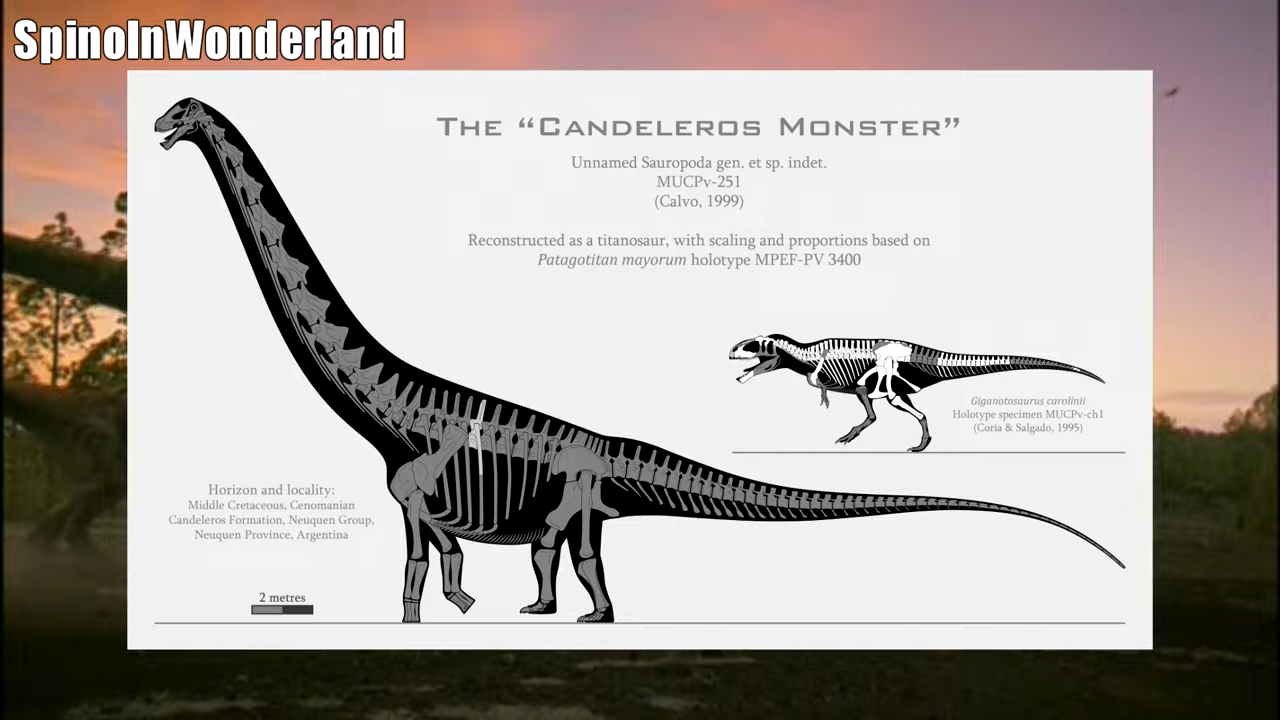 SpinoInWonderland
The “Candeleros Monster”
Unnamed Sauropoda gen. et sp. indet.
MUCPv-251
(Calvo, 1999)
Reconstructed as a titanosaur, with scaling and proportions based on
Patagotitan mayorum holotype MPEF-PV 3400
Giganotosaurus carolinii
Holotype specimen MUCPv-ch1
(Coria & Salgado, 1995)
Horizon and locality:
Middle Cretaceous, Cenomanian
Candeleros Formation, Neuquen Group,
Neuquen Province, Argentina
2 metres